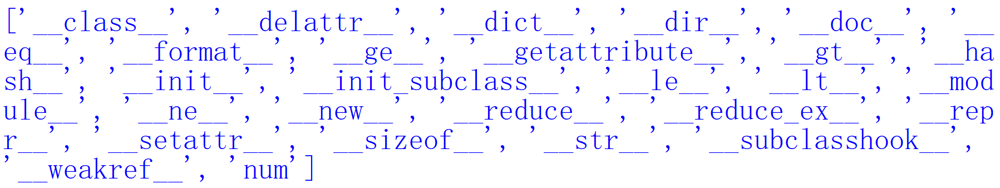 ['__class__', '__delattr__', '__dict__', '__dir__', '__doc__', '__
eq__', '__format__', '__ge__', '__getattribute__', '__gt__', '__ha
sh__', '__init__', '__init_subclass__', '__le__', '__lt__', '__mod
ule__', '__ne__', '__new__', '__reduce__', '__reduce_ex__', '__rep
r__', '__setattr__', '__sizeof__', '__str__', '__subclasshook__',
'__weakref__', 'num']